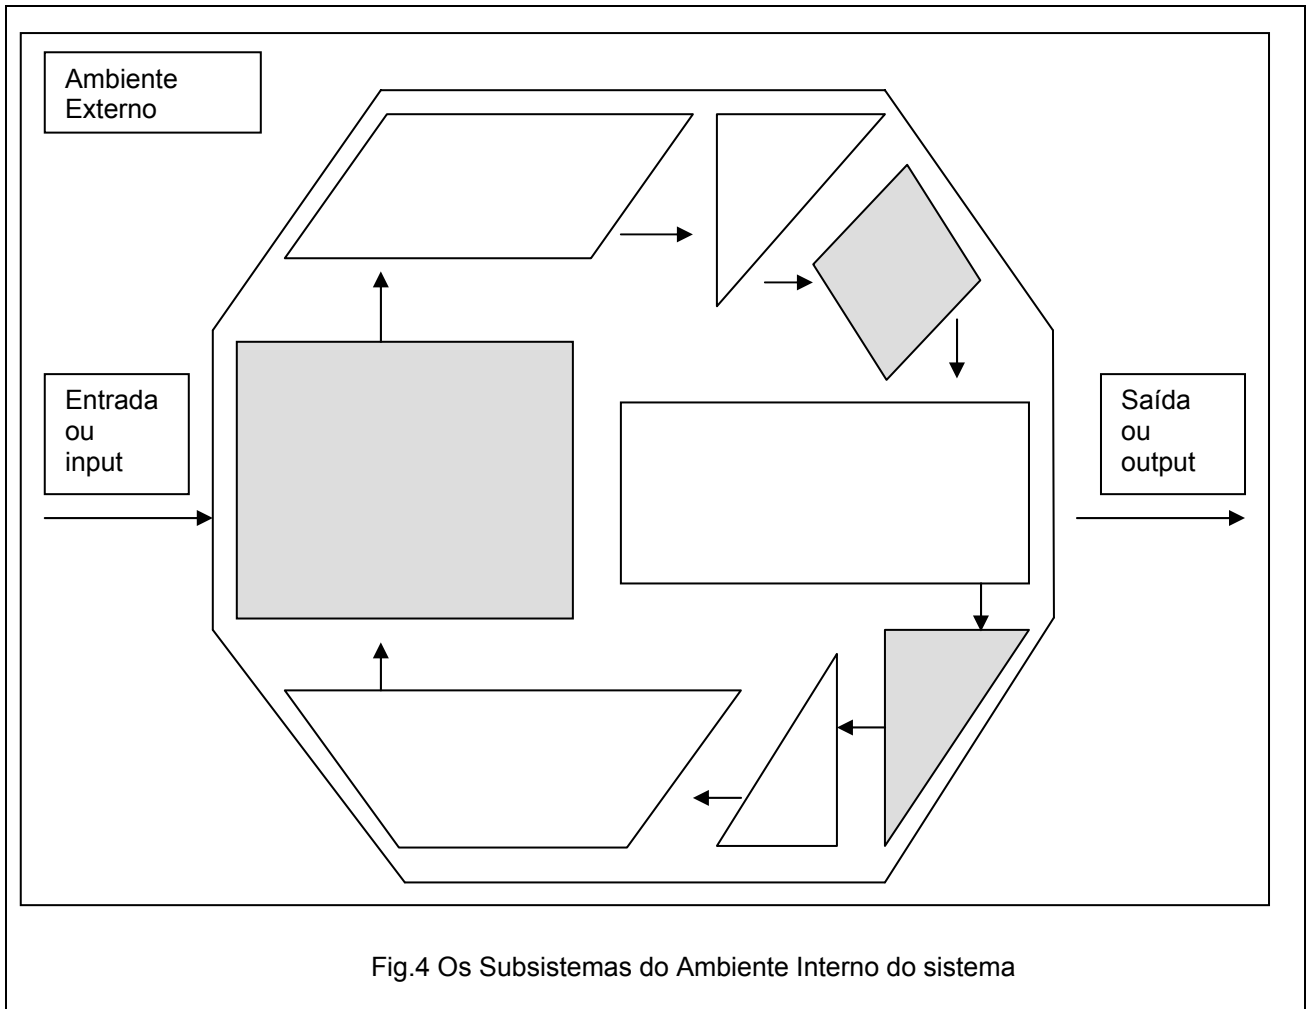 Ambiente
Externo
Entrada
ou
input
Saída
ou
output
Fig.4 Os Subsistemas do Ambiente Interno do sistema